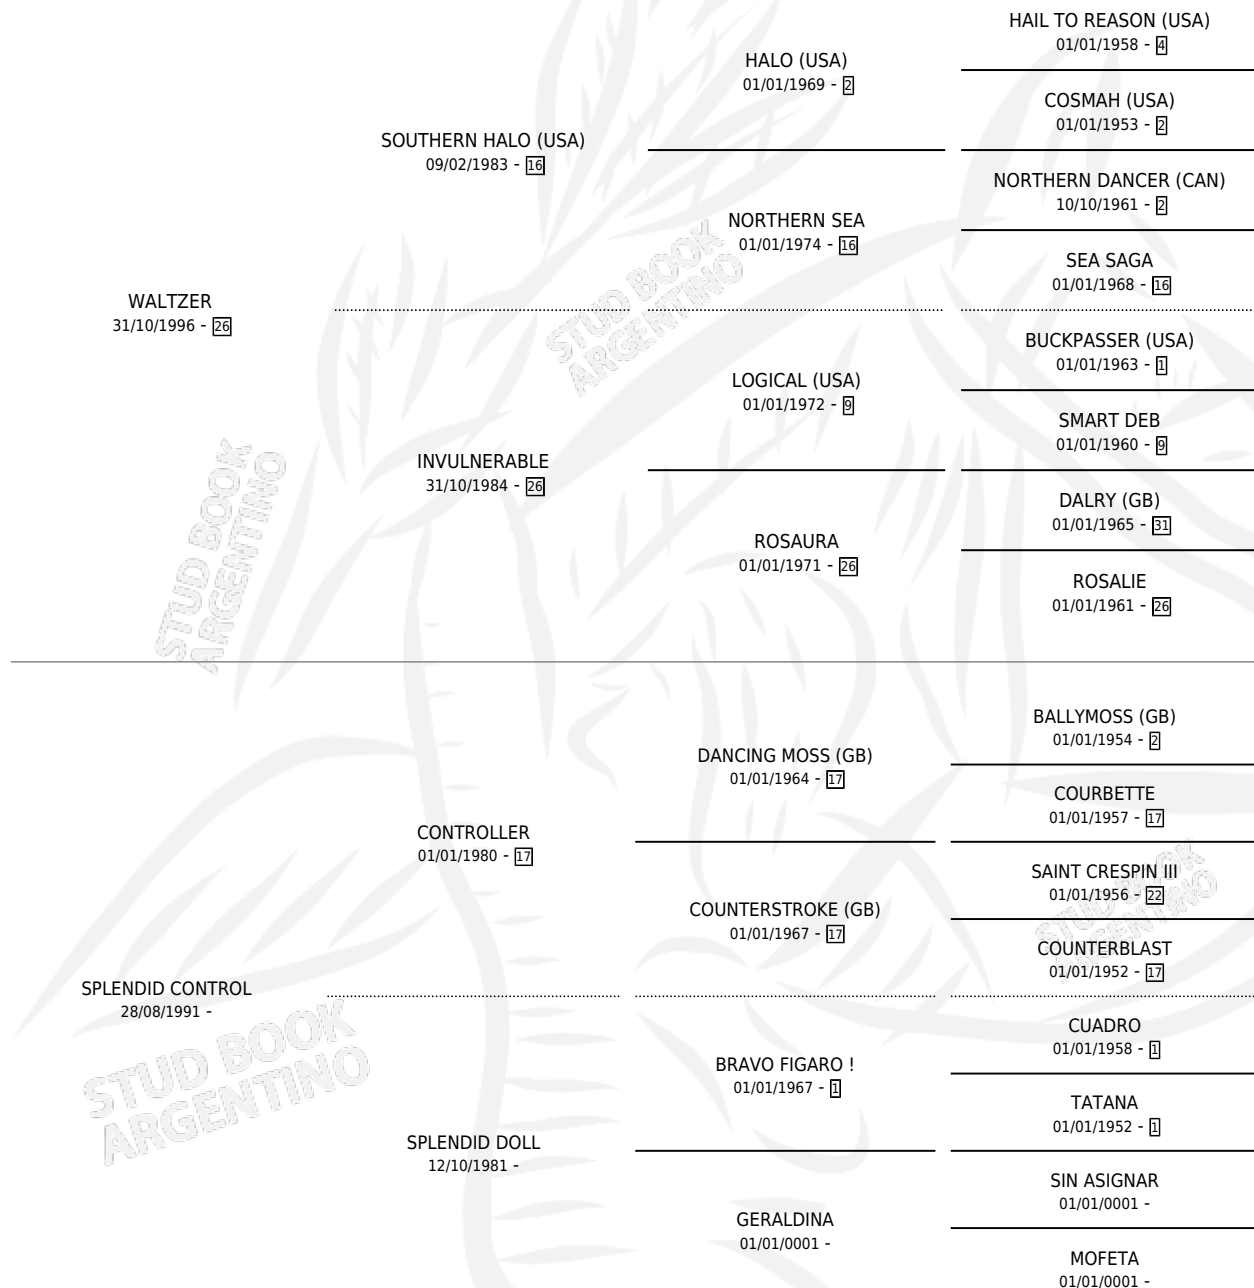 HAIL TO REASON (USA)
01/01/1958 - 4
HALO (USA)
01/01/1969 - 2
COSMAH (USA)
01/01/1953 - 2
SOUTHERN HALO (USA)
09/02/1983 - 16
NORTHERN DANCER (CAN)
10/10/1961 - 2
NORTHERN SEA
01/01/1974 - 16
SEA SAGA
01/01/1968 - 16
WALTZER
31/10/1996 - 26
BUCKPASSER (USA)
01/01/1963 - 1
LOGICAL (USA)
01/01/1972 - 9
SMART DEB
01/01/1960 - 9
INVULNERABLE
31/10/1984 - 26
DALRY (GB)
01/01/1965 - 31
ROSAURA
01/01/1971 - 26
ROSALIE
01/01/1961 - 26
BALLYMOSS (GB)
01/01/1954 - 2
DANCING MOSS (GB)
01/01/1964 - 17
COURBETTE
01/01/1957 - 17
CONTROLLER
01/01/1980 - 17
SAINT CRESPIN III
01/01/1956 - 22
COUNTERSTROKE (GB)
01/01/1967 - 17
COUNTERBLAST
01/01/1952 - 17
SPLENDID CONTROL
28/08/1991 -
CUADRO
01/01/1958 - 1
BRAVO FIGARO !
01/01/1967 - 1
TATANA
01/01/1952 - 1
SPLENDID DOLL
12/10/1981 -
SIN ASIGNAR
01/01/0001 -
GERALDINA
01/01/0001 -
MOFETA
01/01/0001 -
STUD BOOK
ARGENTINO
STUD BOOK
ARGENTINO
STUD BOOK
ARGENTINO
STUD BOOK
ARGENTINO